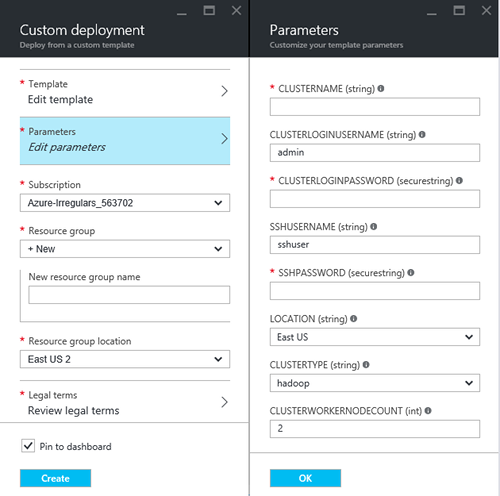 Custom deployment
Deploy from a custom template
* Template
Edit template
* Parameters
Edit parameters
* Subscription
Azure-Irregulars_563702
* Resource group
+ New
New resource group name
* Resource group location
East US 2
* Legal terms
Review legal terms
Pin to dashboard
Create
Parameters
Customize your template parameters
* CLUSTERNAME (string)
CLUSTERLOGINUSERNAME (string)
admin
* CLUSTERLOGINPASSWORD (securestring)
SSHUSERNAME (string)
sshuser
* SSHPASSWORD (securestring)
LOCATION (string)
East US
CLUSTERTYPE (string)
hadoop
CLUSTERWORKERNODECOUNT (int)
2
OK